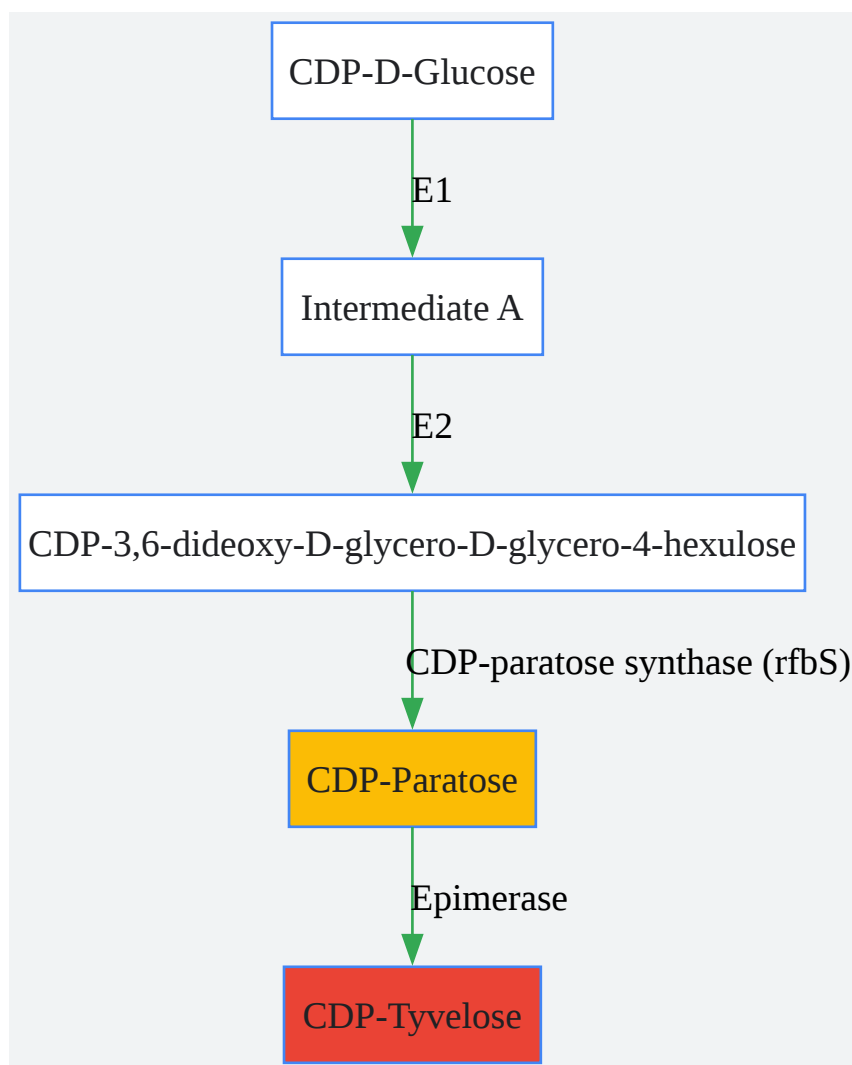 CDP-D-Glucose
E1
Intermediate A
E2
CDP-3,6-dideoxy-D-glycero-D-glycero-4-hexulose
CDP-paratose synthase (rfbS)
CDP-Paratose
Epimerase
CDP-Tyvelose